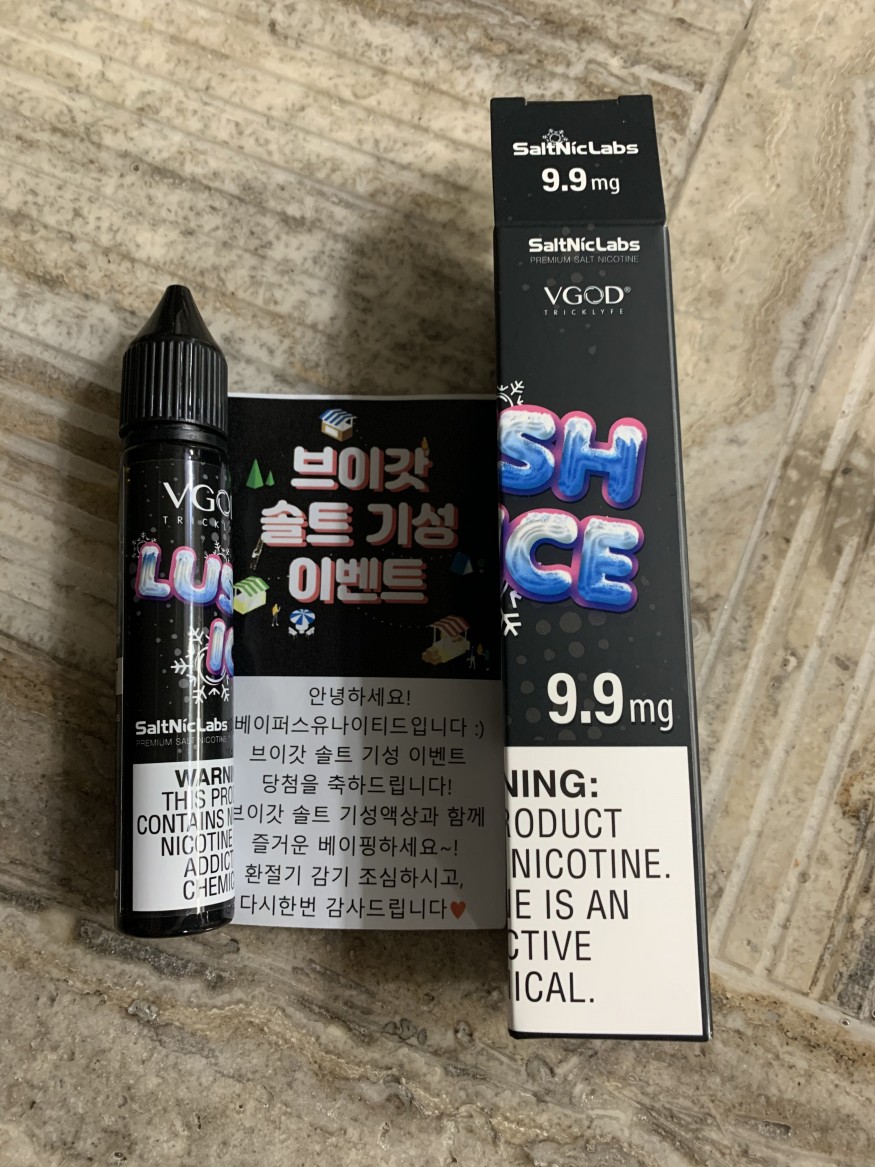 SaltNicLabs
9.9mg
SaltNicLabs
PREMIUM SALT NICOTINE
VGOD®
TRICKLYFE
SH
ICE
9.9mg
NING:
RODUCT
NICOTINE.
E IS AN
CTIVE
ICAL.
VGOD
TRICKL
LUS
IC
SaltNicLabs
PREMIUM SALT NICOTINE
WARNI
THIS PRO
CONTAINS N
NICOTINE
ADDICT
CHEMIC
브이갓
솔트 기성
이벤트
안녕하세요!
베이퍼스유나이티드입니다 :)
브이갓 솔트 기성 이벤트
당첨을 축하드립니다!
브이갓 솔트 기성액상과 함께
즐거운 베이핑하세요~!
환절기 감기 조심하시고,
다시한번 감사드립니다♥